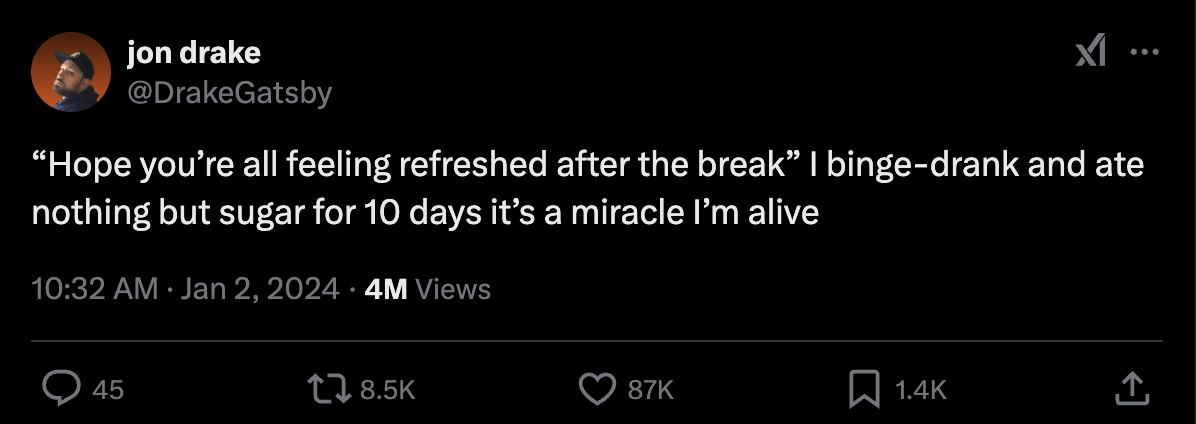 jon drake
@DrakeGatsby
“Hope you’re all feeling refreshed after the break” I binge-drank and ate
nothing but sugar for 10 days it’s a miracle I’m alive
10:32 AM · Jan 2, 2024 · 4M Views
45 8.5K 87K 1.4K